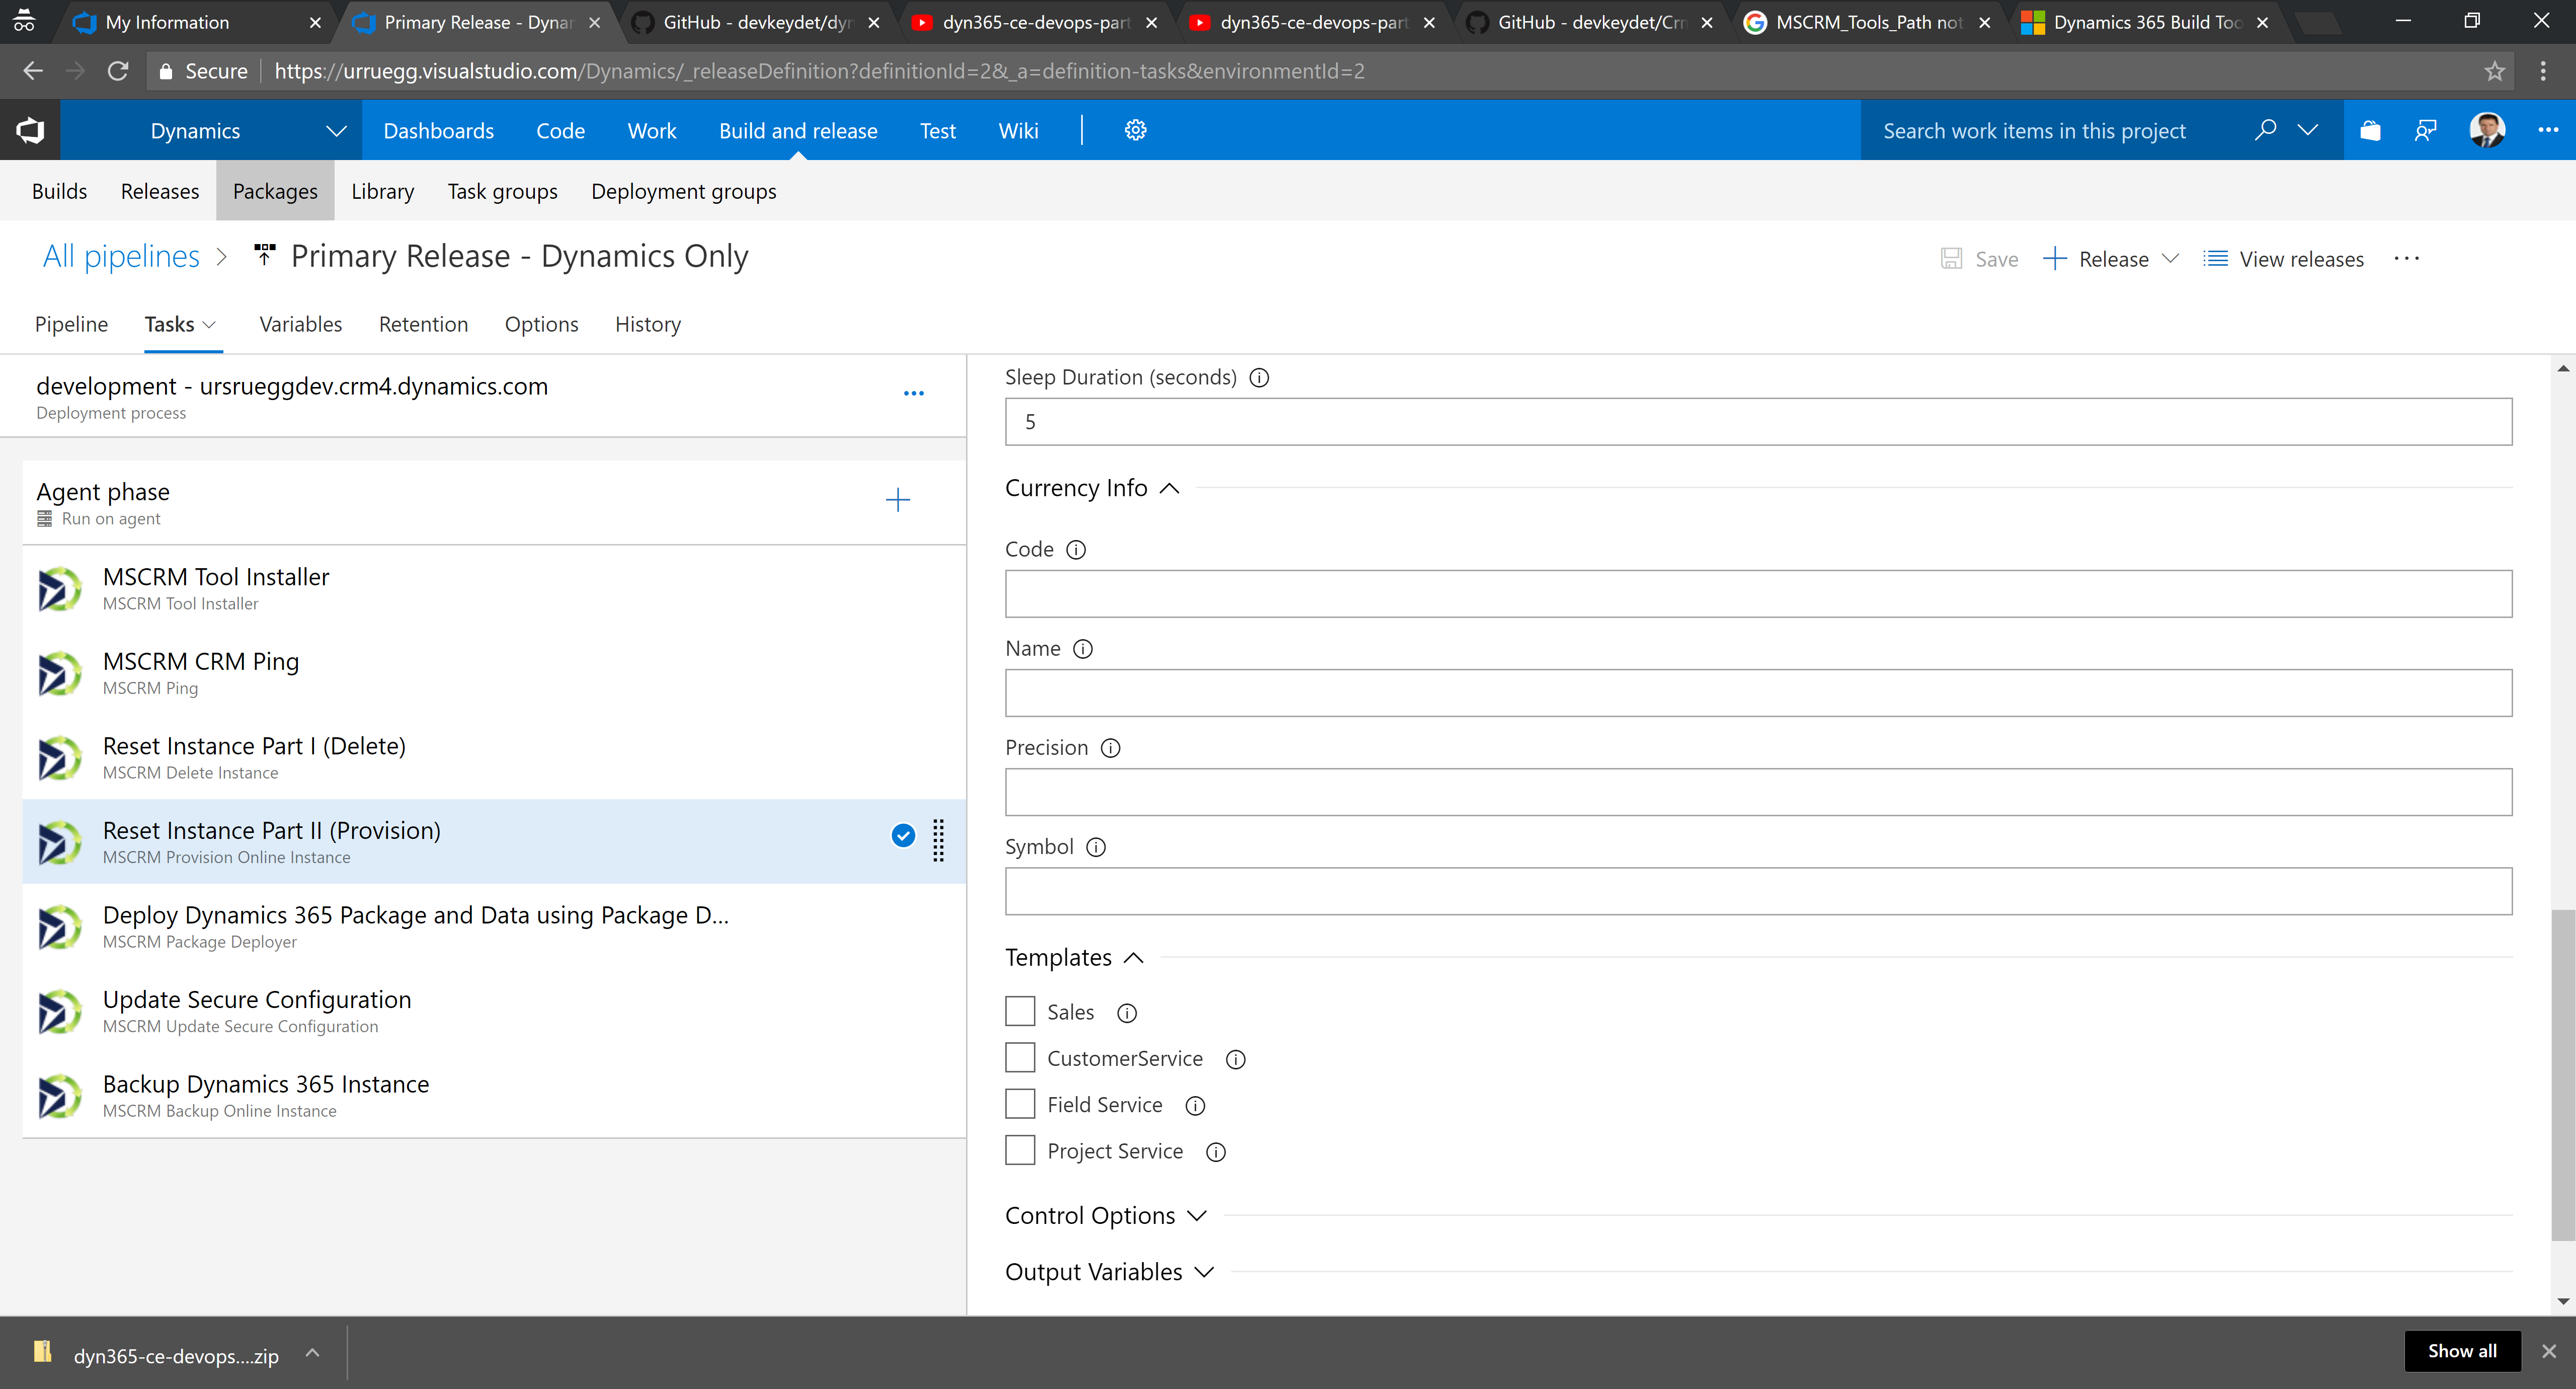 My Information
Primary Release - Dynar
GitHub - devkeydet/dyn
dyn365-ce-devops-part
dyn365-ce-devops-part
GitHub - devkeydet/Crn
MSCRM_Tools_Path not
Dynamics 365 Build Too
Secure
https://urruegg.visualstudio.com/Dynamics/_releaseDefinition?definitionId=2&_a=definition-tasks&environmentId=2
Dynamics
Dashboards
Code
Work
Build and release
Test
Wiki
Search work items in this project
Builds
Releases
Packages
Library
Task groups
Deployment groups
All pipelines > Primary Release - Dynamics Only
Save
Release
View releases
Pipeline
Tasks
Variables
Retention
Options
History
development - ursrueggdev.crm4.dynamics.com
Deployment process
Agent phase
Run on agent
MSCRM Tool Installer
MSCRM Tool Installer
MSCRM CRM Ping
MSCRM Ping
Reset Instance Part I (Delete)
MSCRM Delete Instance
Reset Instance Part II (Provision)
MSCRM Provision Online Instance
Deploy Dynamics 365 Package and Data using Package D...
MSCRM Package Deployer
Update Secure Configuration
MSCRM Update Secure Configuration
Backup Dynamics 365 Instance
MSCRM Backup Online Instance
Sleep Duration (seconds)
5
Currency Info
Code
Name
Precision
Symbol
Templates
Sales
CustomerService
Field Service
Project Service
Control Options
Output Variables
dyn365-ce-devops....zip
Show all